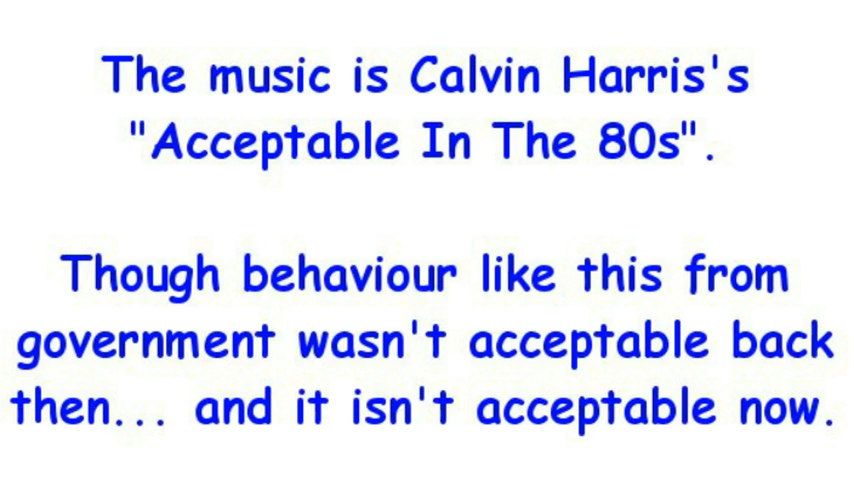 The music is Calvin Harris's
"Acceptable In The 80s".
Though behaviour like this from
government wasn't acceptable back
then... and it isn't acceptable now.